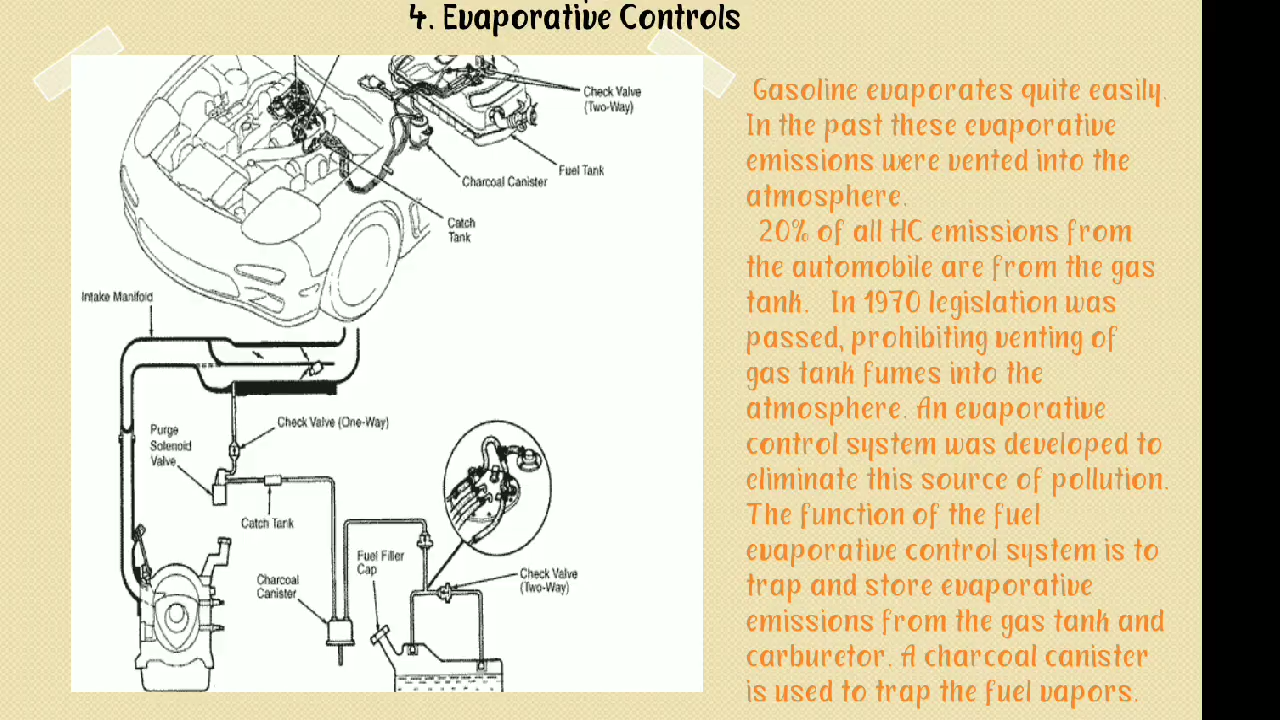 4. Evaporative Controls
Check Valve
(Two-Way)
Fuel Tank
Charcoal Canister
Catch
Tank
Intake Manifold
Check Valve (One-Way)
Purge
Solenoid
Valve
Catch Tank
Fuel Filler
Cap
Charcoal
Canister
Check Valve
(Two-Way)
Gasoline evaporates quite easily.
In the past these evaporative
emissions were vented into the
atmosphere.
20% of all HC emissions from
the automobile are from the gas
tank. In 1970 legislation was
passed, prohibiting venting of
gas tank fumes into the
atmosphere. An evaporative
control system was developed to
eliminate this source of pollution.
The function of the fuel
evaporative control system is to
trap and store evaporative
emissions from the gas tank and
carburetor. A charcoal canister
is used to trap the fuel vapors.